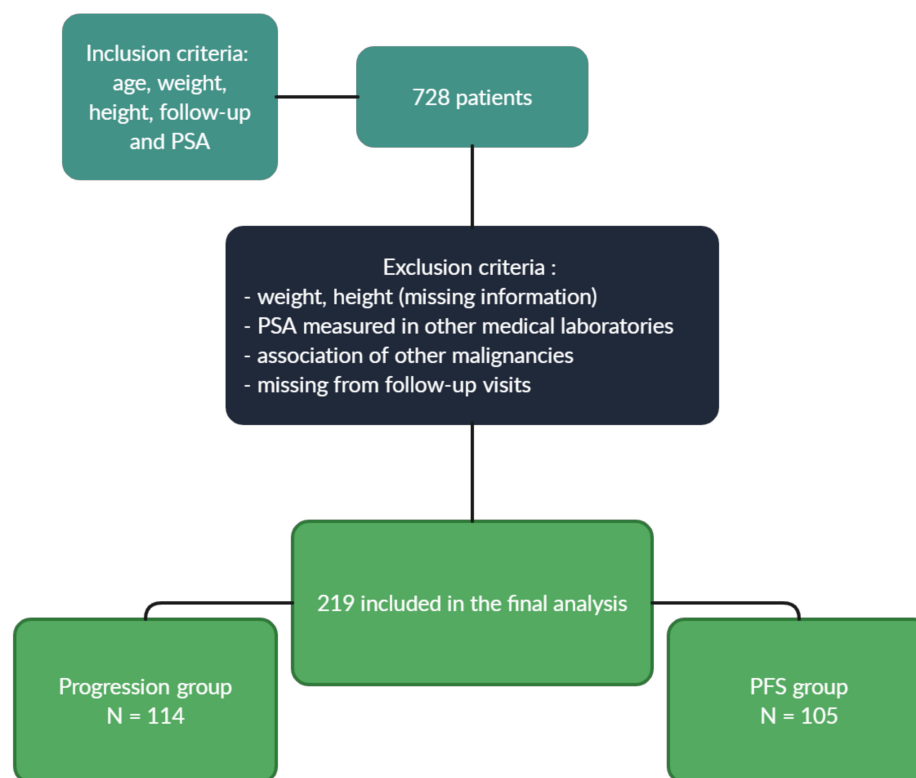 Inclusion criteria:
age, weight,
height, follow-up
and PSA
728 patients
Exclusion criteria :
- weight, height (missing information)
- PSA measured in other medical laboratories
- association of other malignancies
- missing from follow-up visits
219 included in the final analysis
Progression group
N = 114
PFS group
N = 105